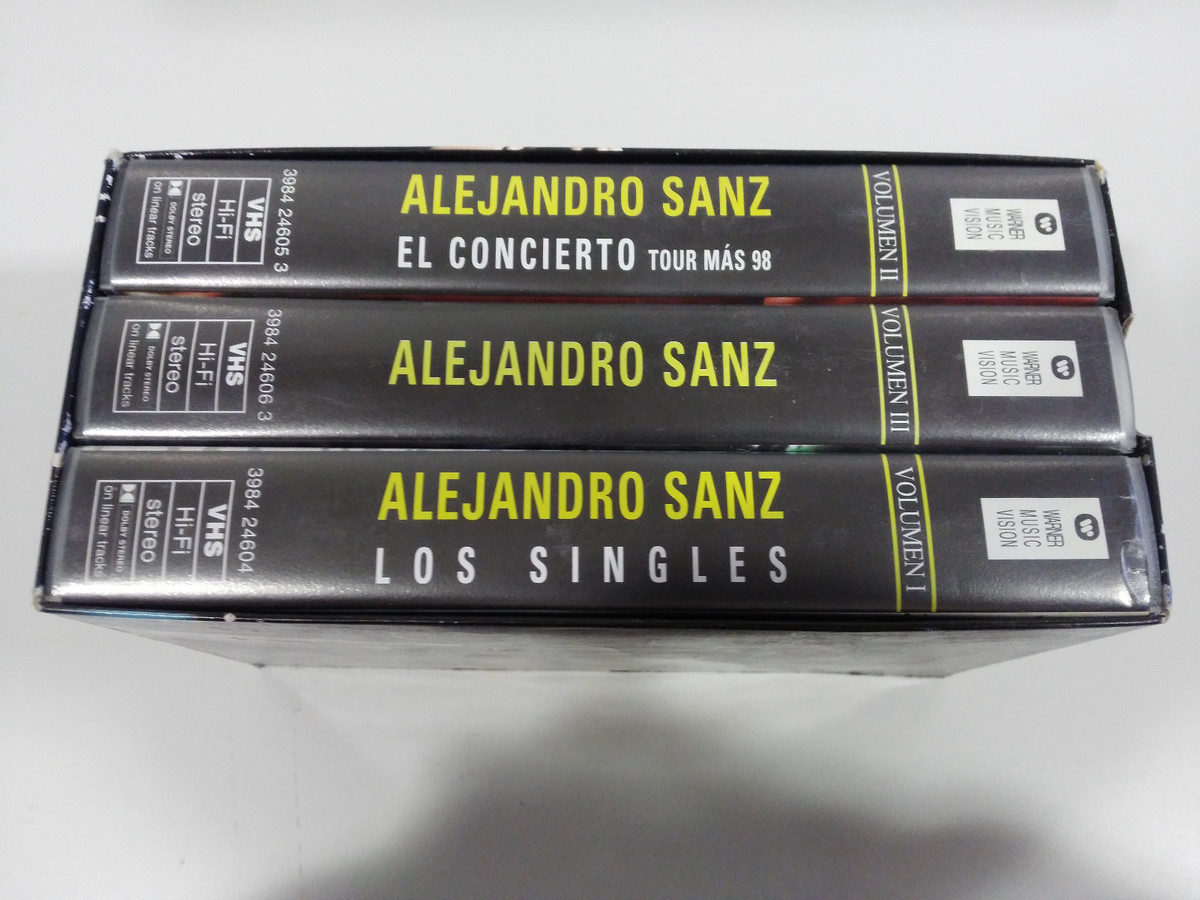 3984 24605 3
VHS
Hi-Fi
stereo
DOLBY STEREO
on linear tracks
ALEJANDRO SANZ
EL CONCIERTO TOUR MÁS 98
VOLUMEN II
WARNER
MUSIC
VISION
3984 24606 3
VHS
Hi-Fi
stereo
DOLBY STEREO
on linear tracks
ALEJANDRO SANZ
VOLUMEN III
WARNER
MUSIC
VISION
3984 24604
VHS
Hi-Fi
stereo
DOLBY STEREO
on linear tracks
ALEJANDRO SANZ
LOS SINGLES
VOLUMEN I
WARNER
MUSIC
VISION